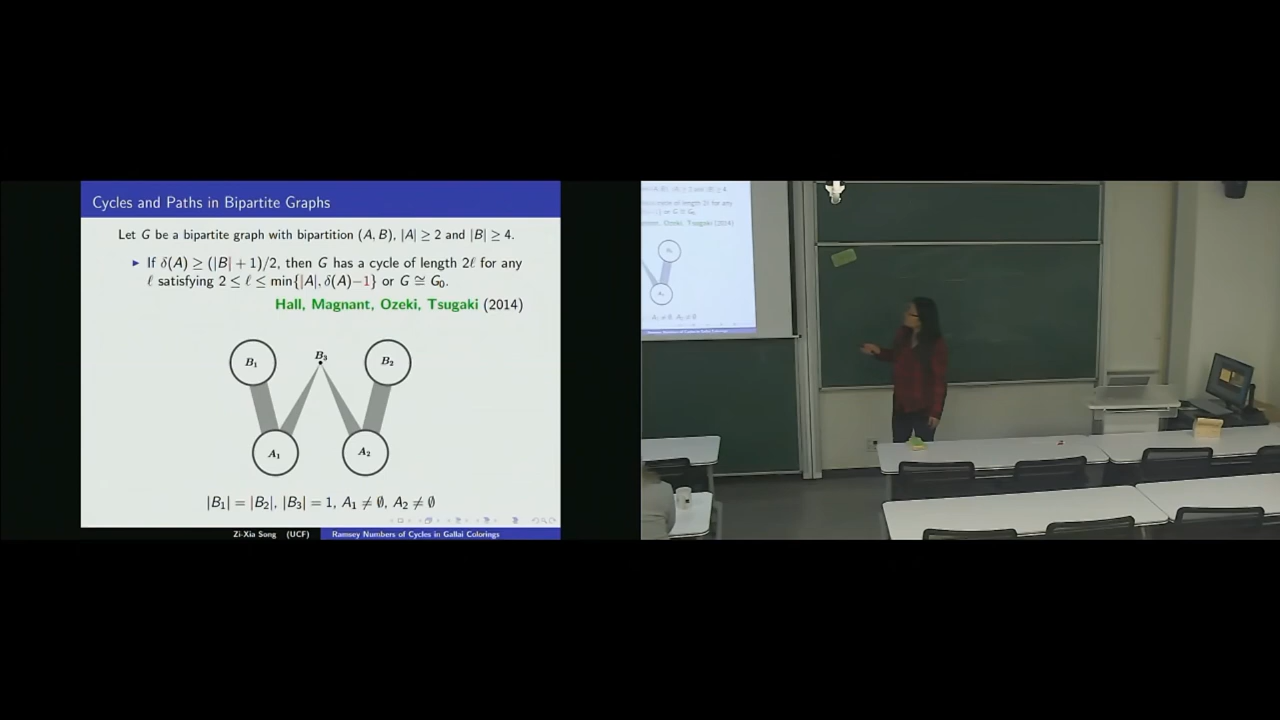 Cycles and Paths in Bipartite Graphs
Let G be a bipartite graph with bipartition (A, B), |A| ≥ 2 and |B| ≥ 4.
▶ If δ(A) ≥ (|B| + 1)/2, then G has a cycle of length 2ℓ for any
ℓ satisfying 2 ≤ ℓ ≤ min{|A|, δ(A)−1} or G ≅ G₀.
Hall, Magnant, Ozeki, Tsugaki (2014)
B₁ B₃ B₂
A₁ A₂
|B₁| = |B₂|, |B₃| = 1, A₁ ≠ ∅, A₂ ≠ ∅
Zi-Xia Song (UCF) Ramsey Numbers of Cycles in Gallai Colorings